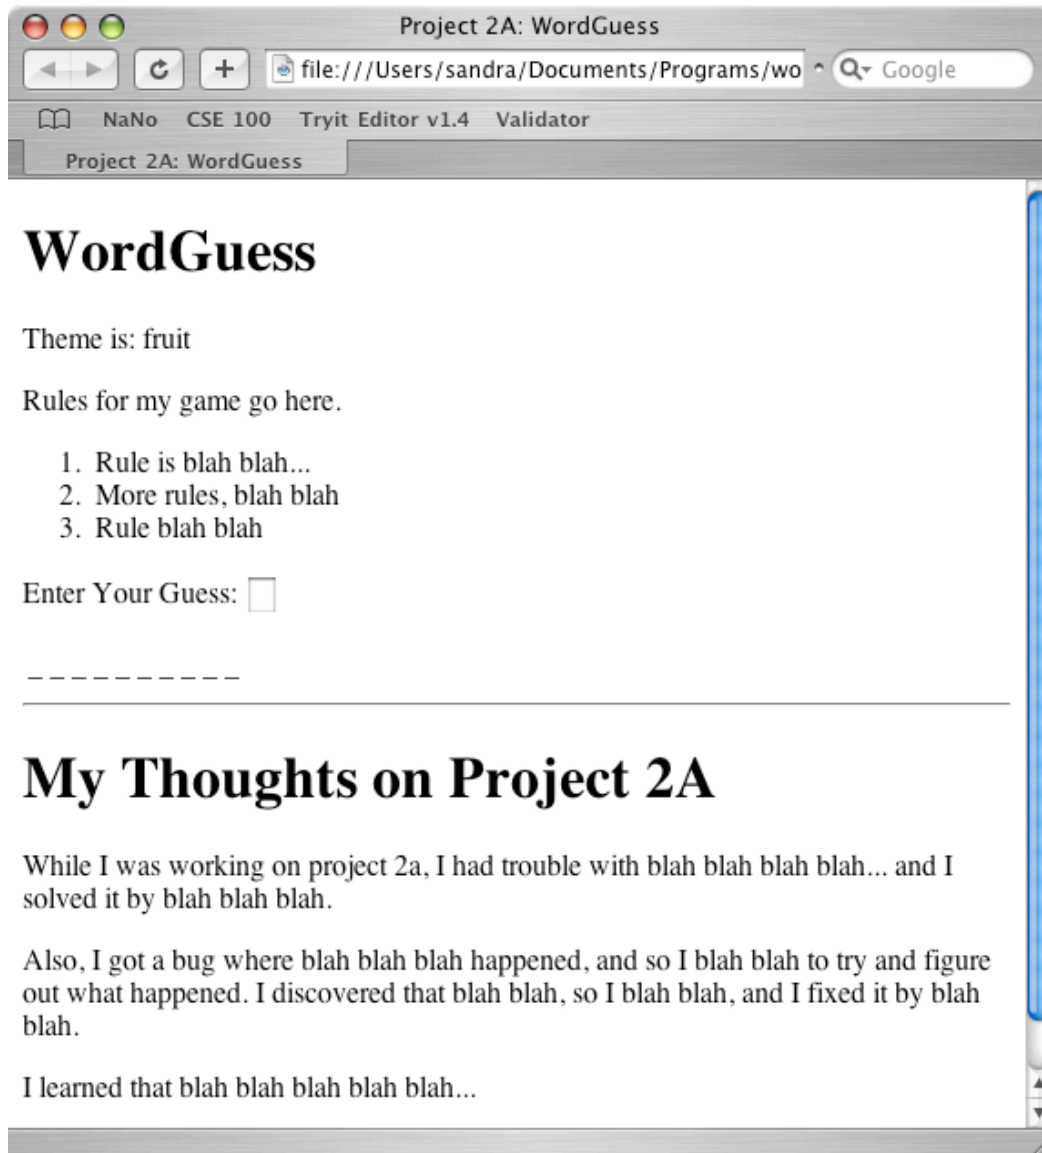 Project 2A: WordGuess
file:///Users/sandra/Documents/Programs/wo
Google
NaNo CSE 100 Tryit Editor v1.4 Validator
Project 2A: WordGuess
WordGuess
Theme is: fruit
Rules for my game go here.
1. Rule is blah blah...
2. More rules, blah blah
3. Rule blah blah
Enter Your Guess:
_ _ _ _ _ _ _ _ _ _
My Thoughts on Project 2A
While I was working on project 2a, I had trouble with blah blah blah blah... and I
solved it by blah blah blah.
Also, I got a bug where blah blah blah happened, and so I blah blah to try and figure
out what happened. I discovered that blah blah, so I blah blah, and I fixed it by blah
blah.
I learned that blah blah blah blah blah...